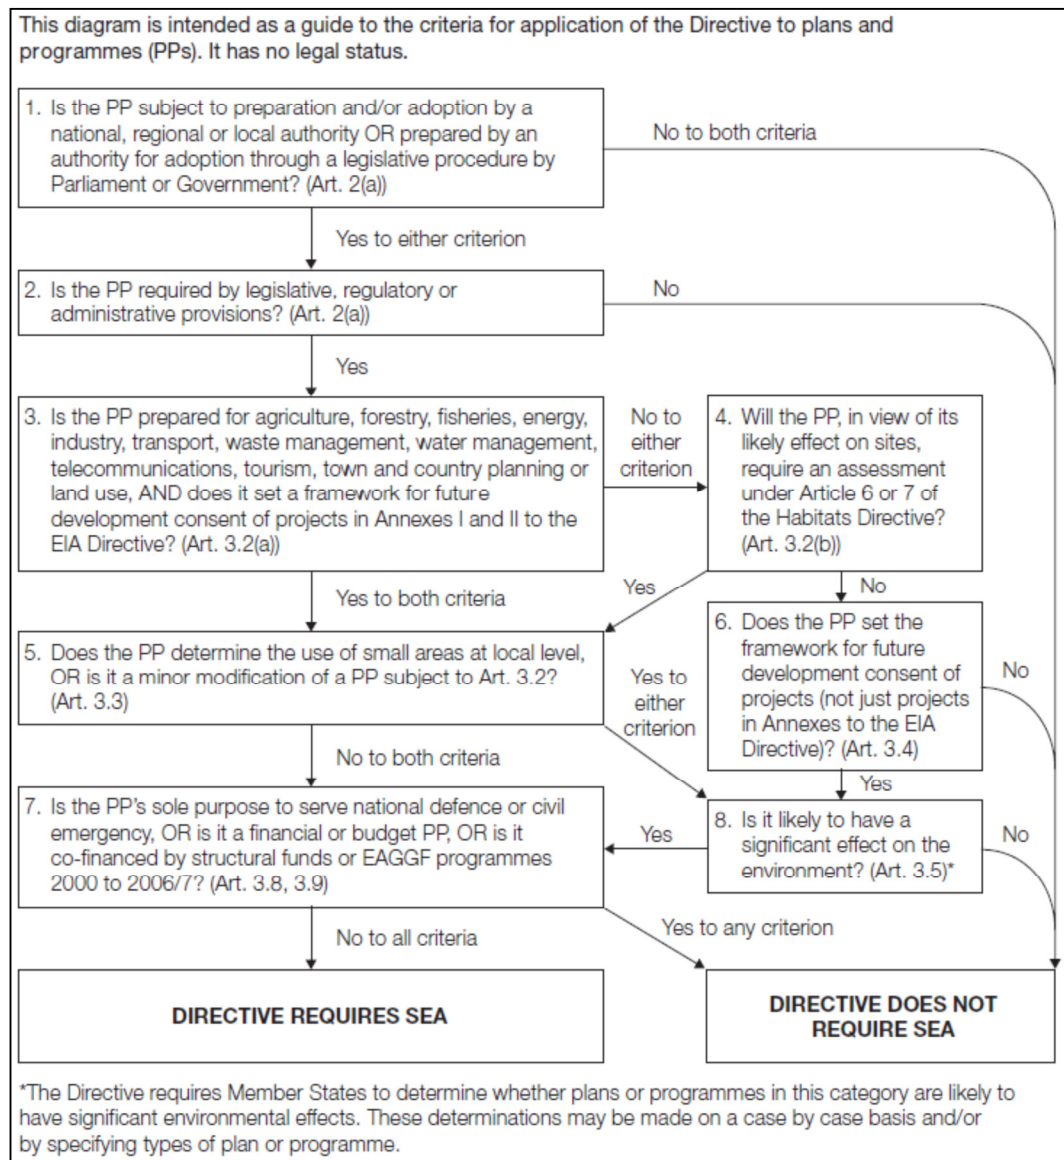 This diagram is intended as a guide to the criteria for application of the Directive to plans and
programmes (PPs). It has no legal status.
1. Is the PP subject to preparation and/or adoption by a
national, regional or local authority OR prepared by an
authority for adoption through a legislative procedure by
Parliament or Government? (Art. 2(a))
No to both criteria
Yes to either criterion
2. Is the PP required by legislative, regulatory or
administrative provisions? (Art. 2(a))
No
Yes
3. Is the PP prepared for agriculture, forestry, fisheries, energy,
industry, transport, waste management, water management,
telecommunications, tourism, town and country planning or
land use, AND does it set a framework for future
development consent of projects in Annexes I and II to the
EIA Directive? (Art. 3.2(a))
No to
either
criterion
4. Will the PP, in view of its
likely effect on sites,
require an assessment
under Article 6 or 7 of
the Habitats Directive?
(Art. 3.2(b))
Yes to both criteria
Yes
No
5. Does the PP determine the use of small areas at local level,
OR is it a minor modification of a PP subject to Art. 3.2?
(Art. 3.3)
Yes to
either
criterion
6. Does the PP set the
framework for future
development consent of
projects (not just projects
in Annexes to the EIA
Directive)? (Art. 3.4)
No
No to both criteria
Yes
7. Is the PP's sole purpose to serve national defence or civil
emergency, OR is it a financial or budget PP, OR is it
co-financed by structural funds or EAGGF programmes
2000 to 2006/7? (Art. 3.8, 3.9)
Yes
8. Is it likely to have a
significant effect on the
environment? (Art. 3.5)*
No
No to all criteria
Yes to any criterion
DIRECTIVE REQUIRES SEA
DIRECTIVE DOES NOT
REQUIRE SEA
*The Directive requires Member States to determine whether plans or programmes in this category are likely to
have significant environmental effects. These determinations may be made on a case by case basis and/or
by specifying types of plan or programme.